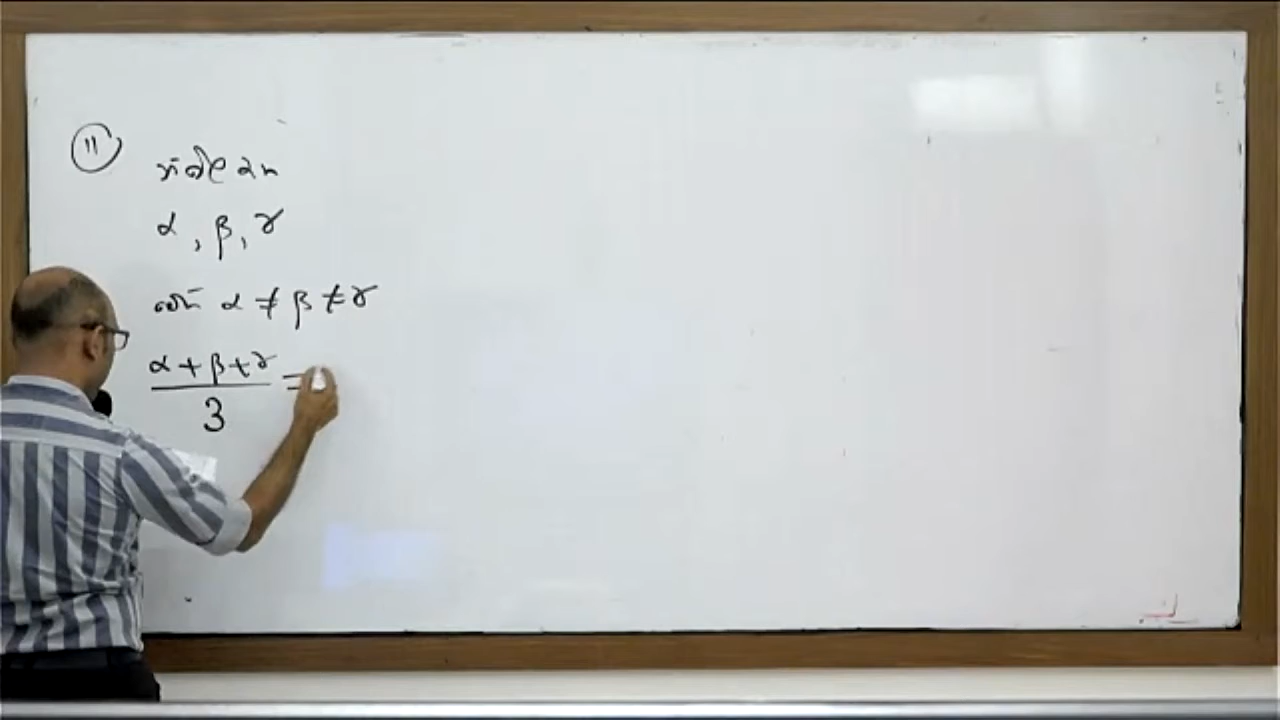 11
α, β, γ
α ≠ β ≠ γ
α + β + γ
3
=